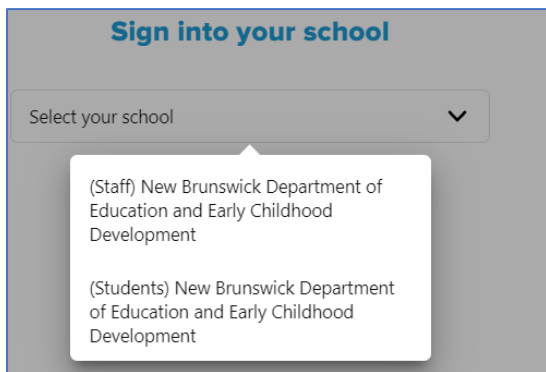 Sign into your school
Select your school
(Staff) New Brunswick Department of
Education and Early Childhood
Development
(Students) New Brunswick Department
of Education and Early Childhood
Development